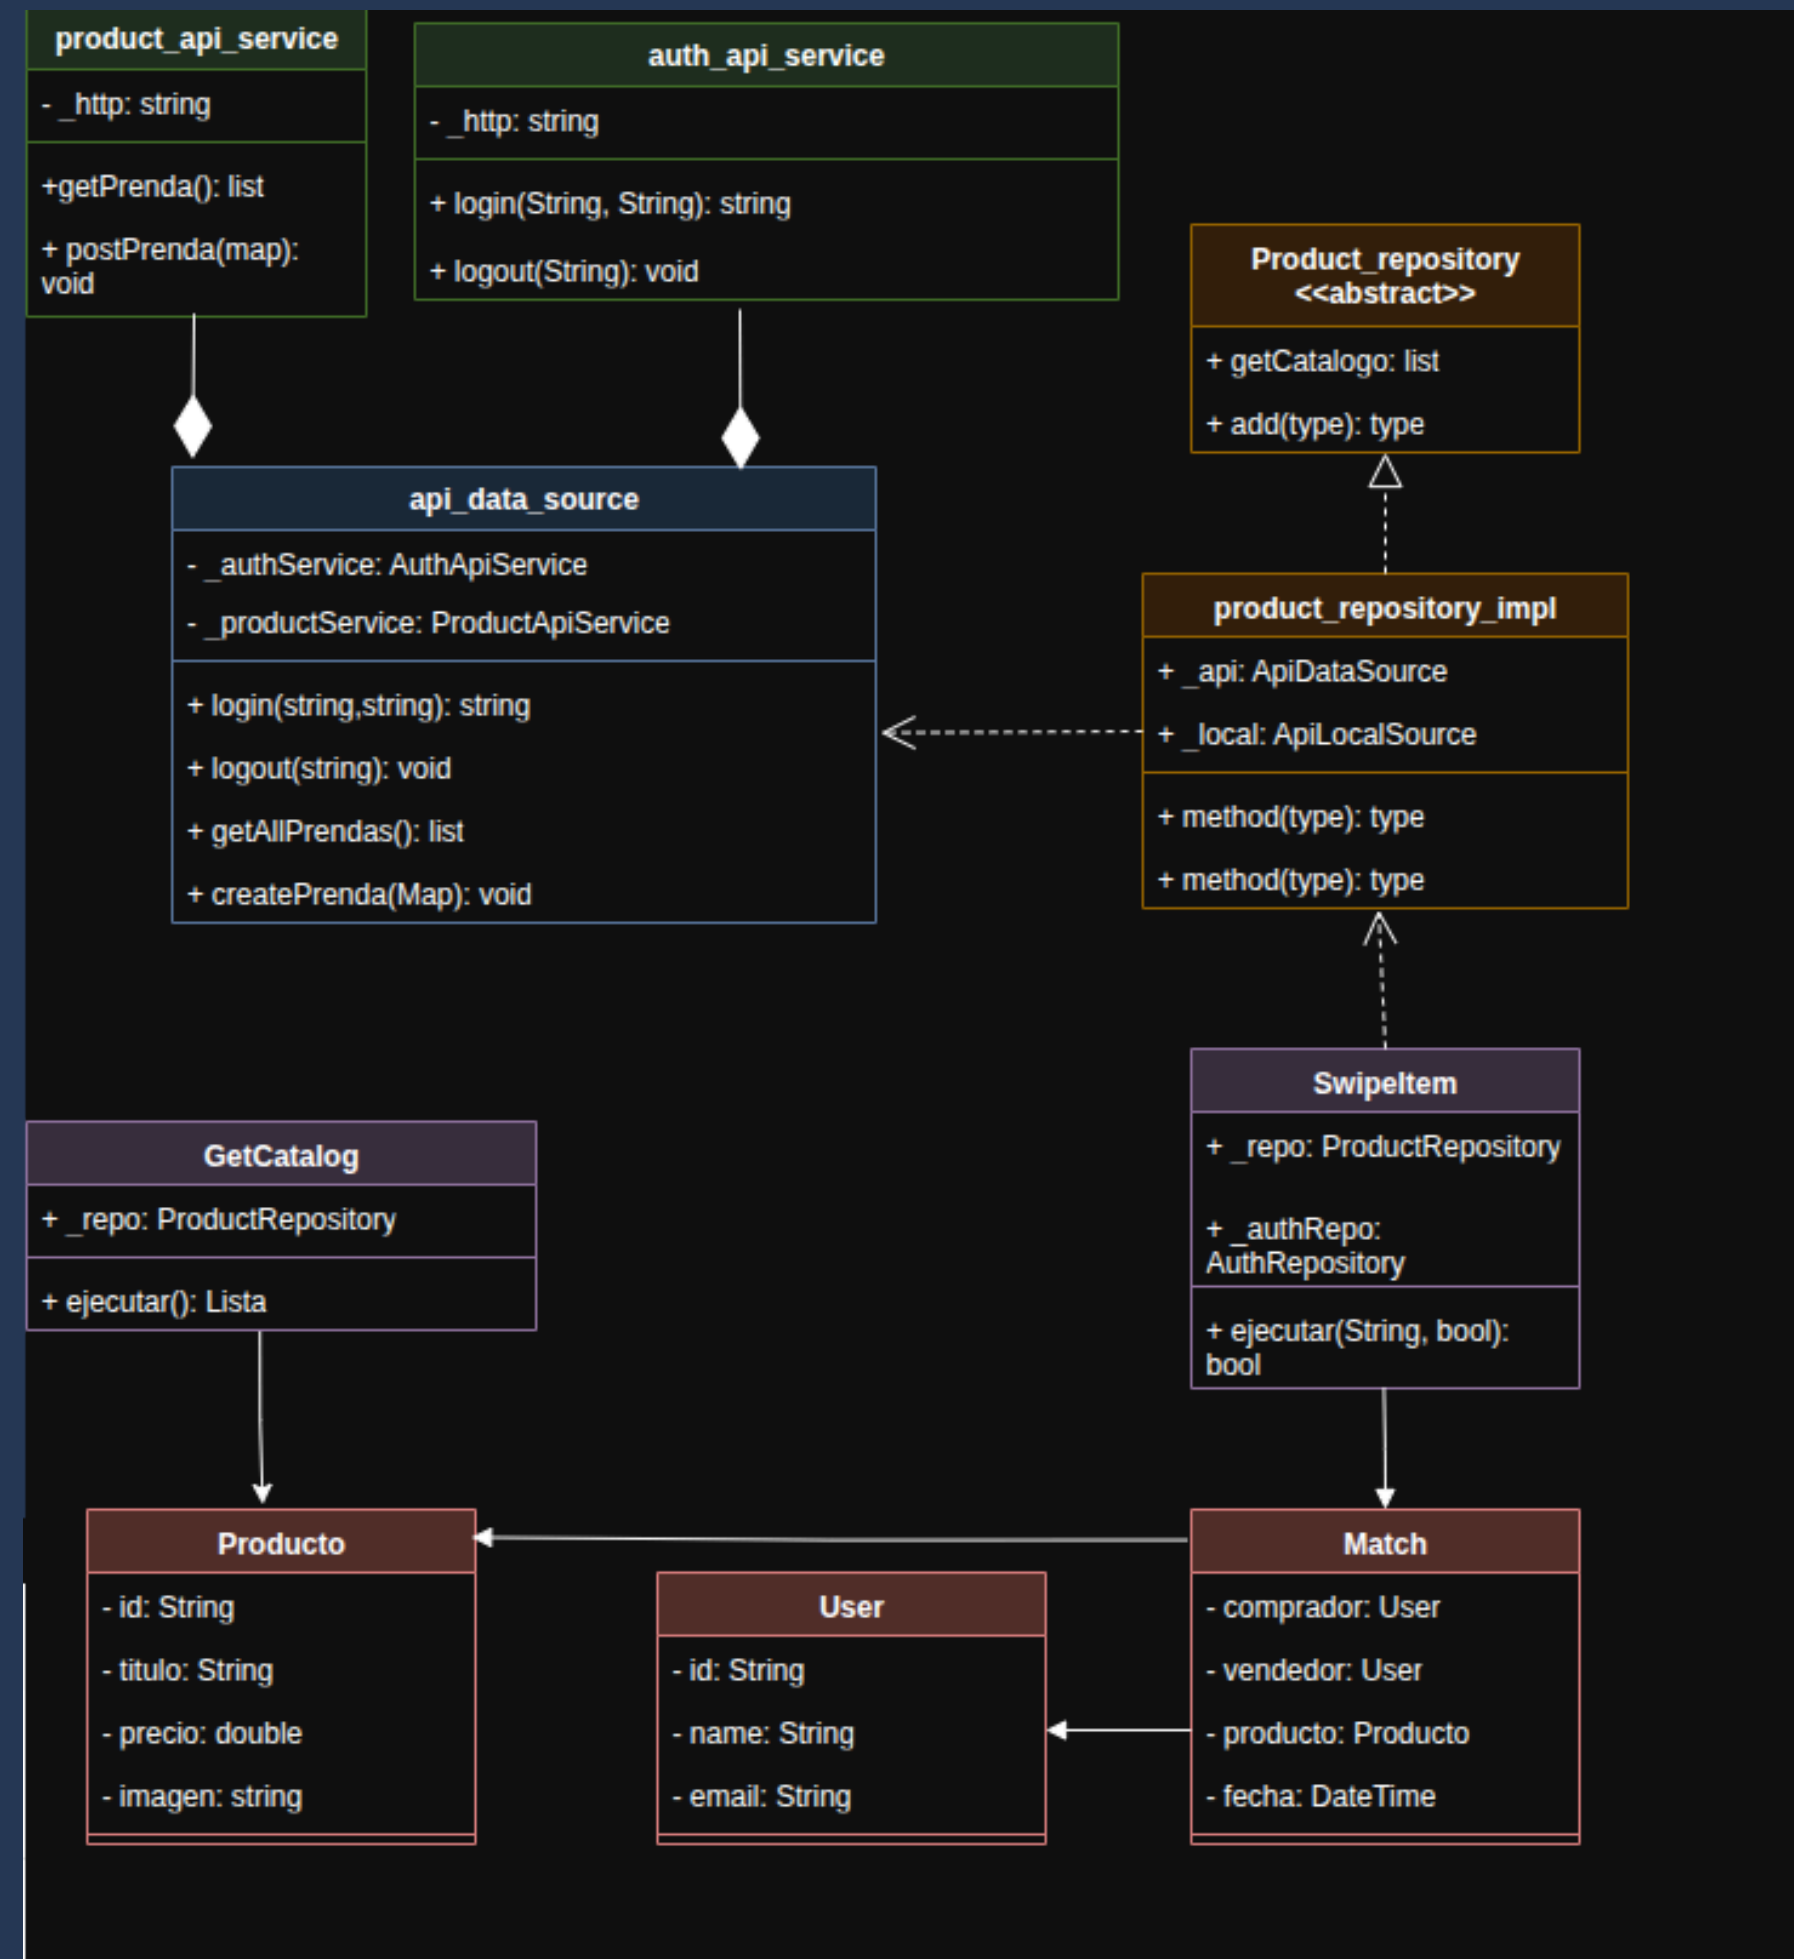 product_api_service
- _http: string
+getPrenda(): list
+ postPrenda(map):
void
auth_api_service
- _http: string
+ login(String, String): string
+ logout(String): void
Product_repository
<<abstract>>
+ getCatalogo: list
+ add(type): type
api_data_source
- _authService: AuthApiService
- _productService: ProductApiService
+ login(string,string): string
+ logout(string): void
+ getAllPrendas(): list
+ createPrenda(Map): void
product_repository_impl
+ _api: ApiDataSource
+ _local: ApiLocalSource
+ method(type): type
+ method(type): type
GetCatalog
+ _repo: ProductRepository
+ ejecutar(): Lista
SwipeItem
+ _repo: ProductRepository
+ _authRepo:
AuthRepository
+ ejecutar(String, bool):
bool
Producto
- id: String
- titulo: String
- precio: double
- imagen: string
User
- id: String
- name: String
- email: String
Match
- comprador: User
- vendedor: User
- producto: Producto
- fecha: DateTime